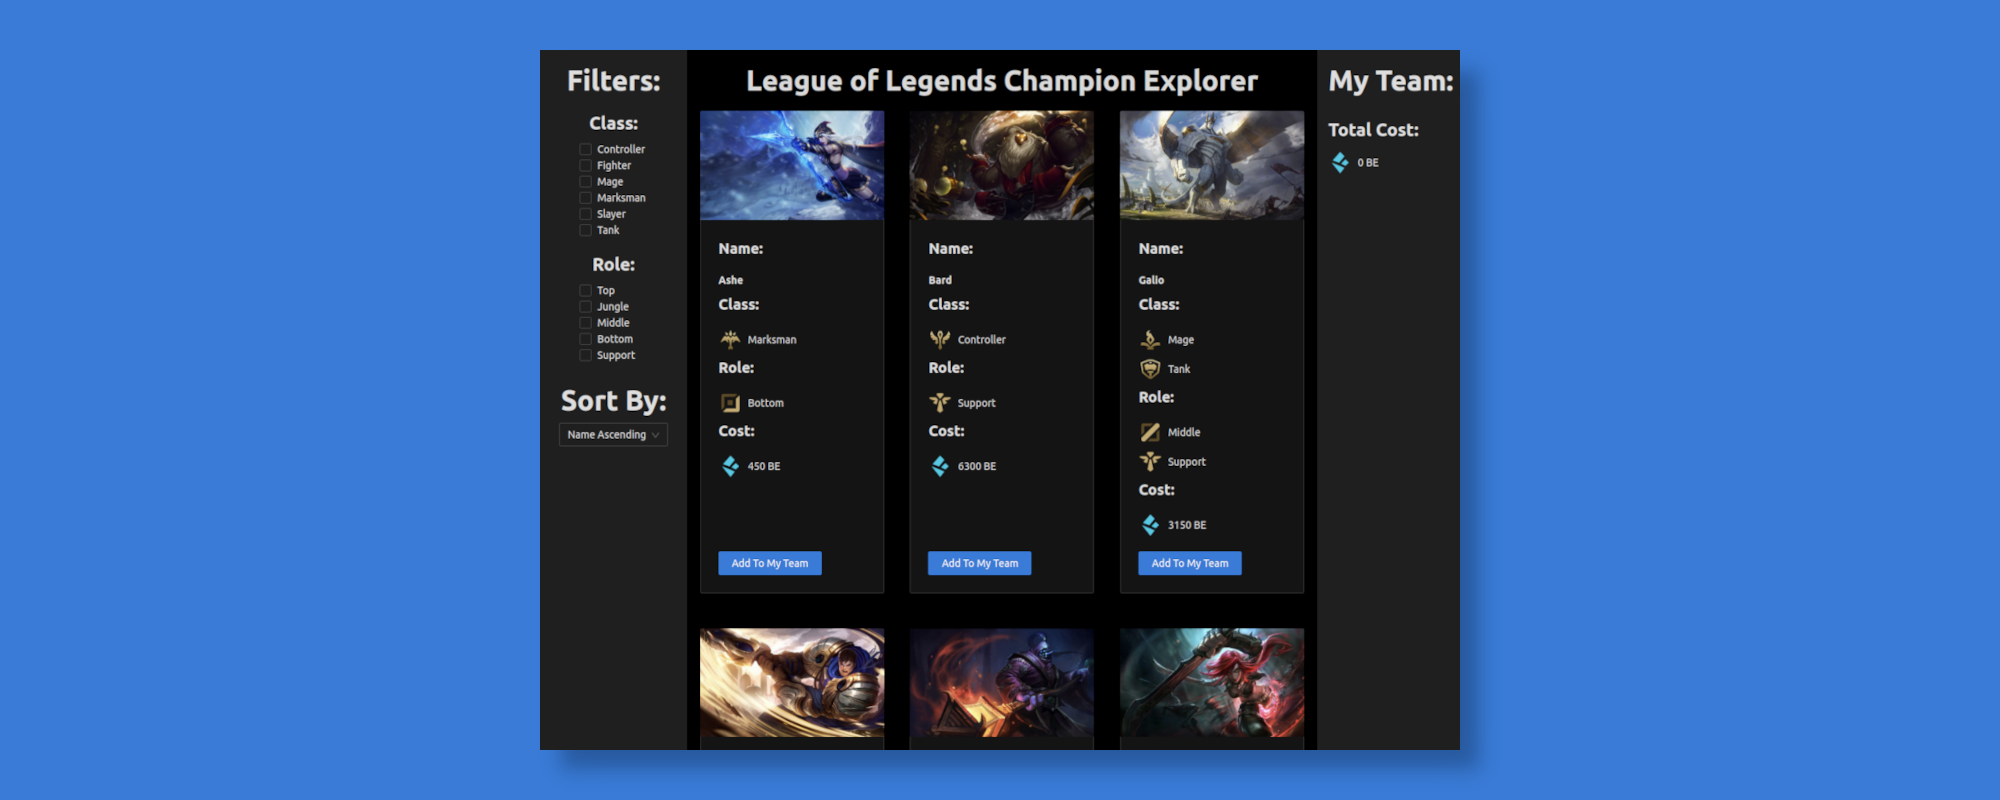 Filters:
Class:
Controller
Fighter
Mage
Marksman
Slayer
Tank
Role:
Top
Jungle
Middle
Bottom
Support
Sort By:
Name Ascending
League of Legends Champion Explorer
Name:
Ashe
Class:
Marksman
Role:
Bottom
Cost:
450 BE
Add To My Team
Name:
Bard
Class:
Controller
Role:
Support
Cost:
6300 BE
Add To My Team
Name:
Galio
Class:
Mage
Tank
Role:
Middle
Support
Cost:
3150 BE
Add To My Team
My Team:
Total Cost:
0 BE